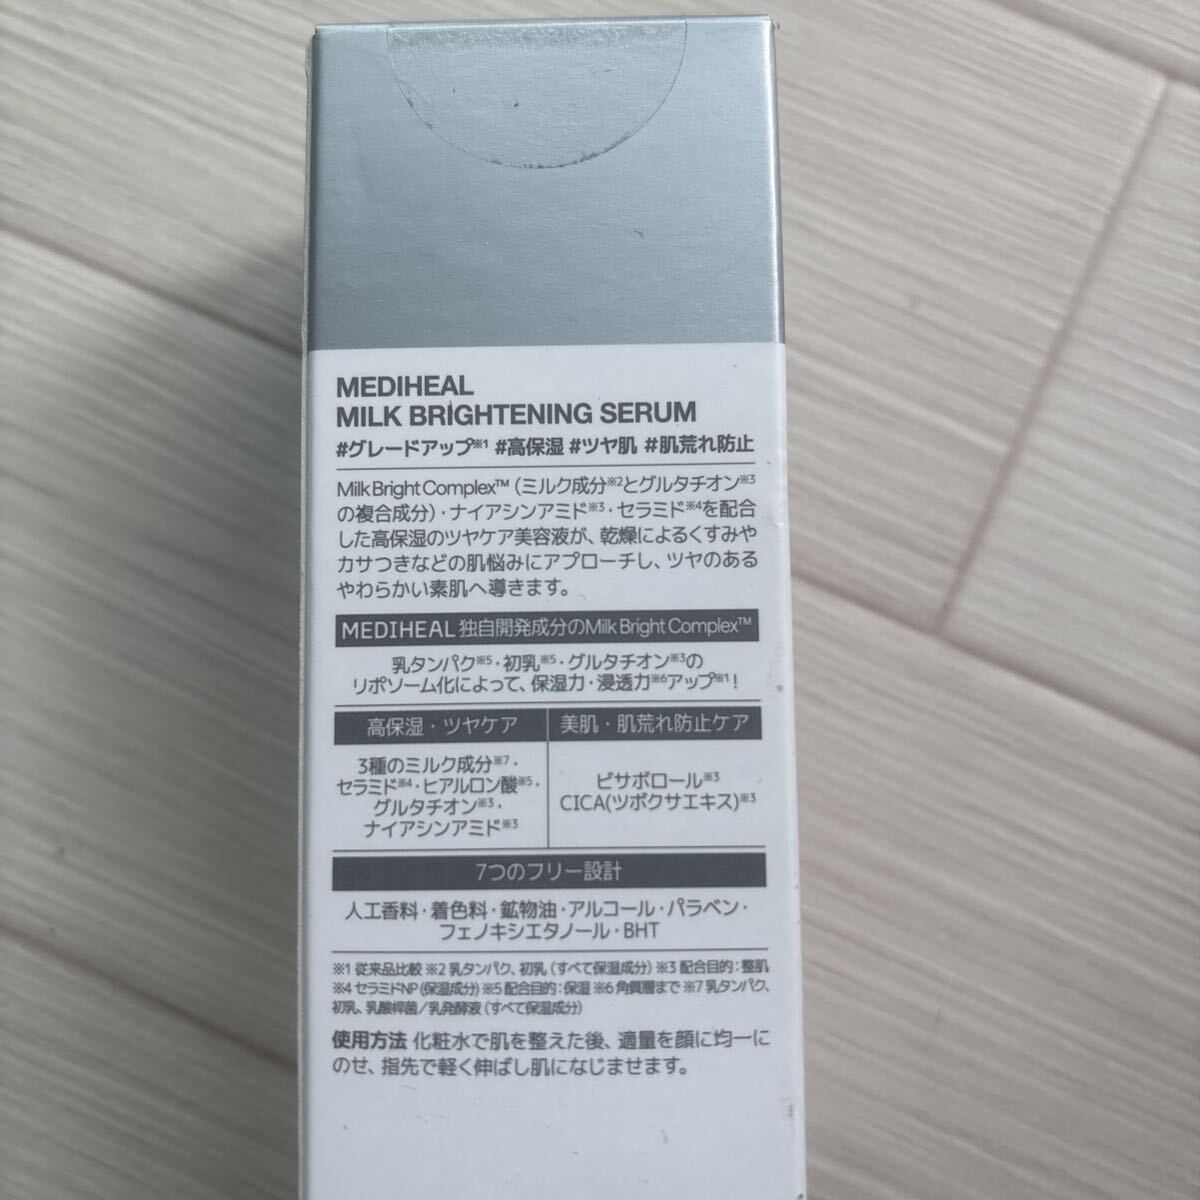 MEDIHEAL
MILK BRIGHTENING SERUM
#グレードアップ※1 #高保湿 #ツヤ肌 #肌荒れ防止
Milk Bright Complex™ (ミルク成分※2とグルタチオン※3
の複合成分)・ナイアシンアミド※3・セラミド※4を配合
した高保湿のツヤケア美容液が、乾燥によるくすみや
カサつきなどの肌悩みにアプローチし、ツヤのある
やわらかい素肌へ導きます。
MEDIHEAL 独自開発成分のMilk Bright Complex™
乳タンパク※5・初乳※5・グルタチオン※3の
リポソーム化によって、保湿力・浸透力※6アップ※1！
高保湿・ツヤケア
3種のミルク成分※7・
セラミド※4・ヒアルロン酸※5・
グルタチオン※3・
ナイアシンアミド※3
美肌・肌荒れ防止ケア
ビサボロール※3
CICA(ツボクサエキス)※3
7つのフリー設計
人工香料・着色料・鉱物油・アルコール・パラベン・
フェノキシエタノール・BHT
※1 従来品比較 ※2 乳タンパク、初乳 (すべて保湿成分) ※3 配合目的：整肌
※4 セラミドNP (保湿成分) ※5 配合目的：保湿 ※6 角質層まで ※7 乳タンパク、
初乳、乳酸桿菌／乳発酵液 (すべて保湿成分)
使用方法 化粧水で肌を整えた後、適量を顔に均一に
のせ、指先で軽く伸ばし肌になじませます。